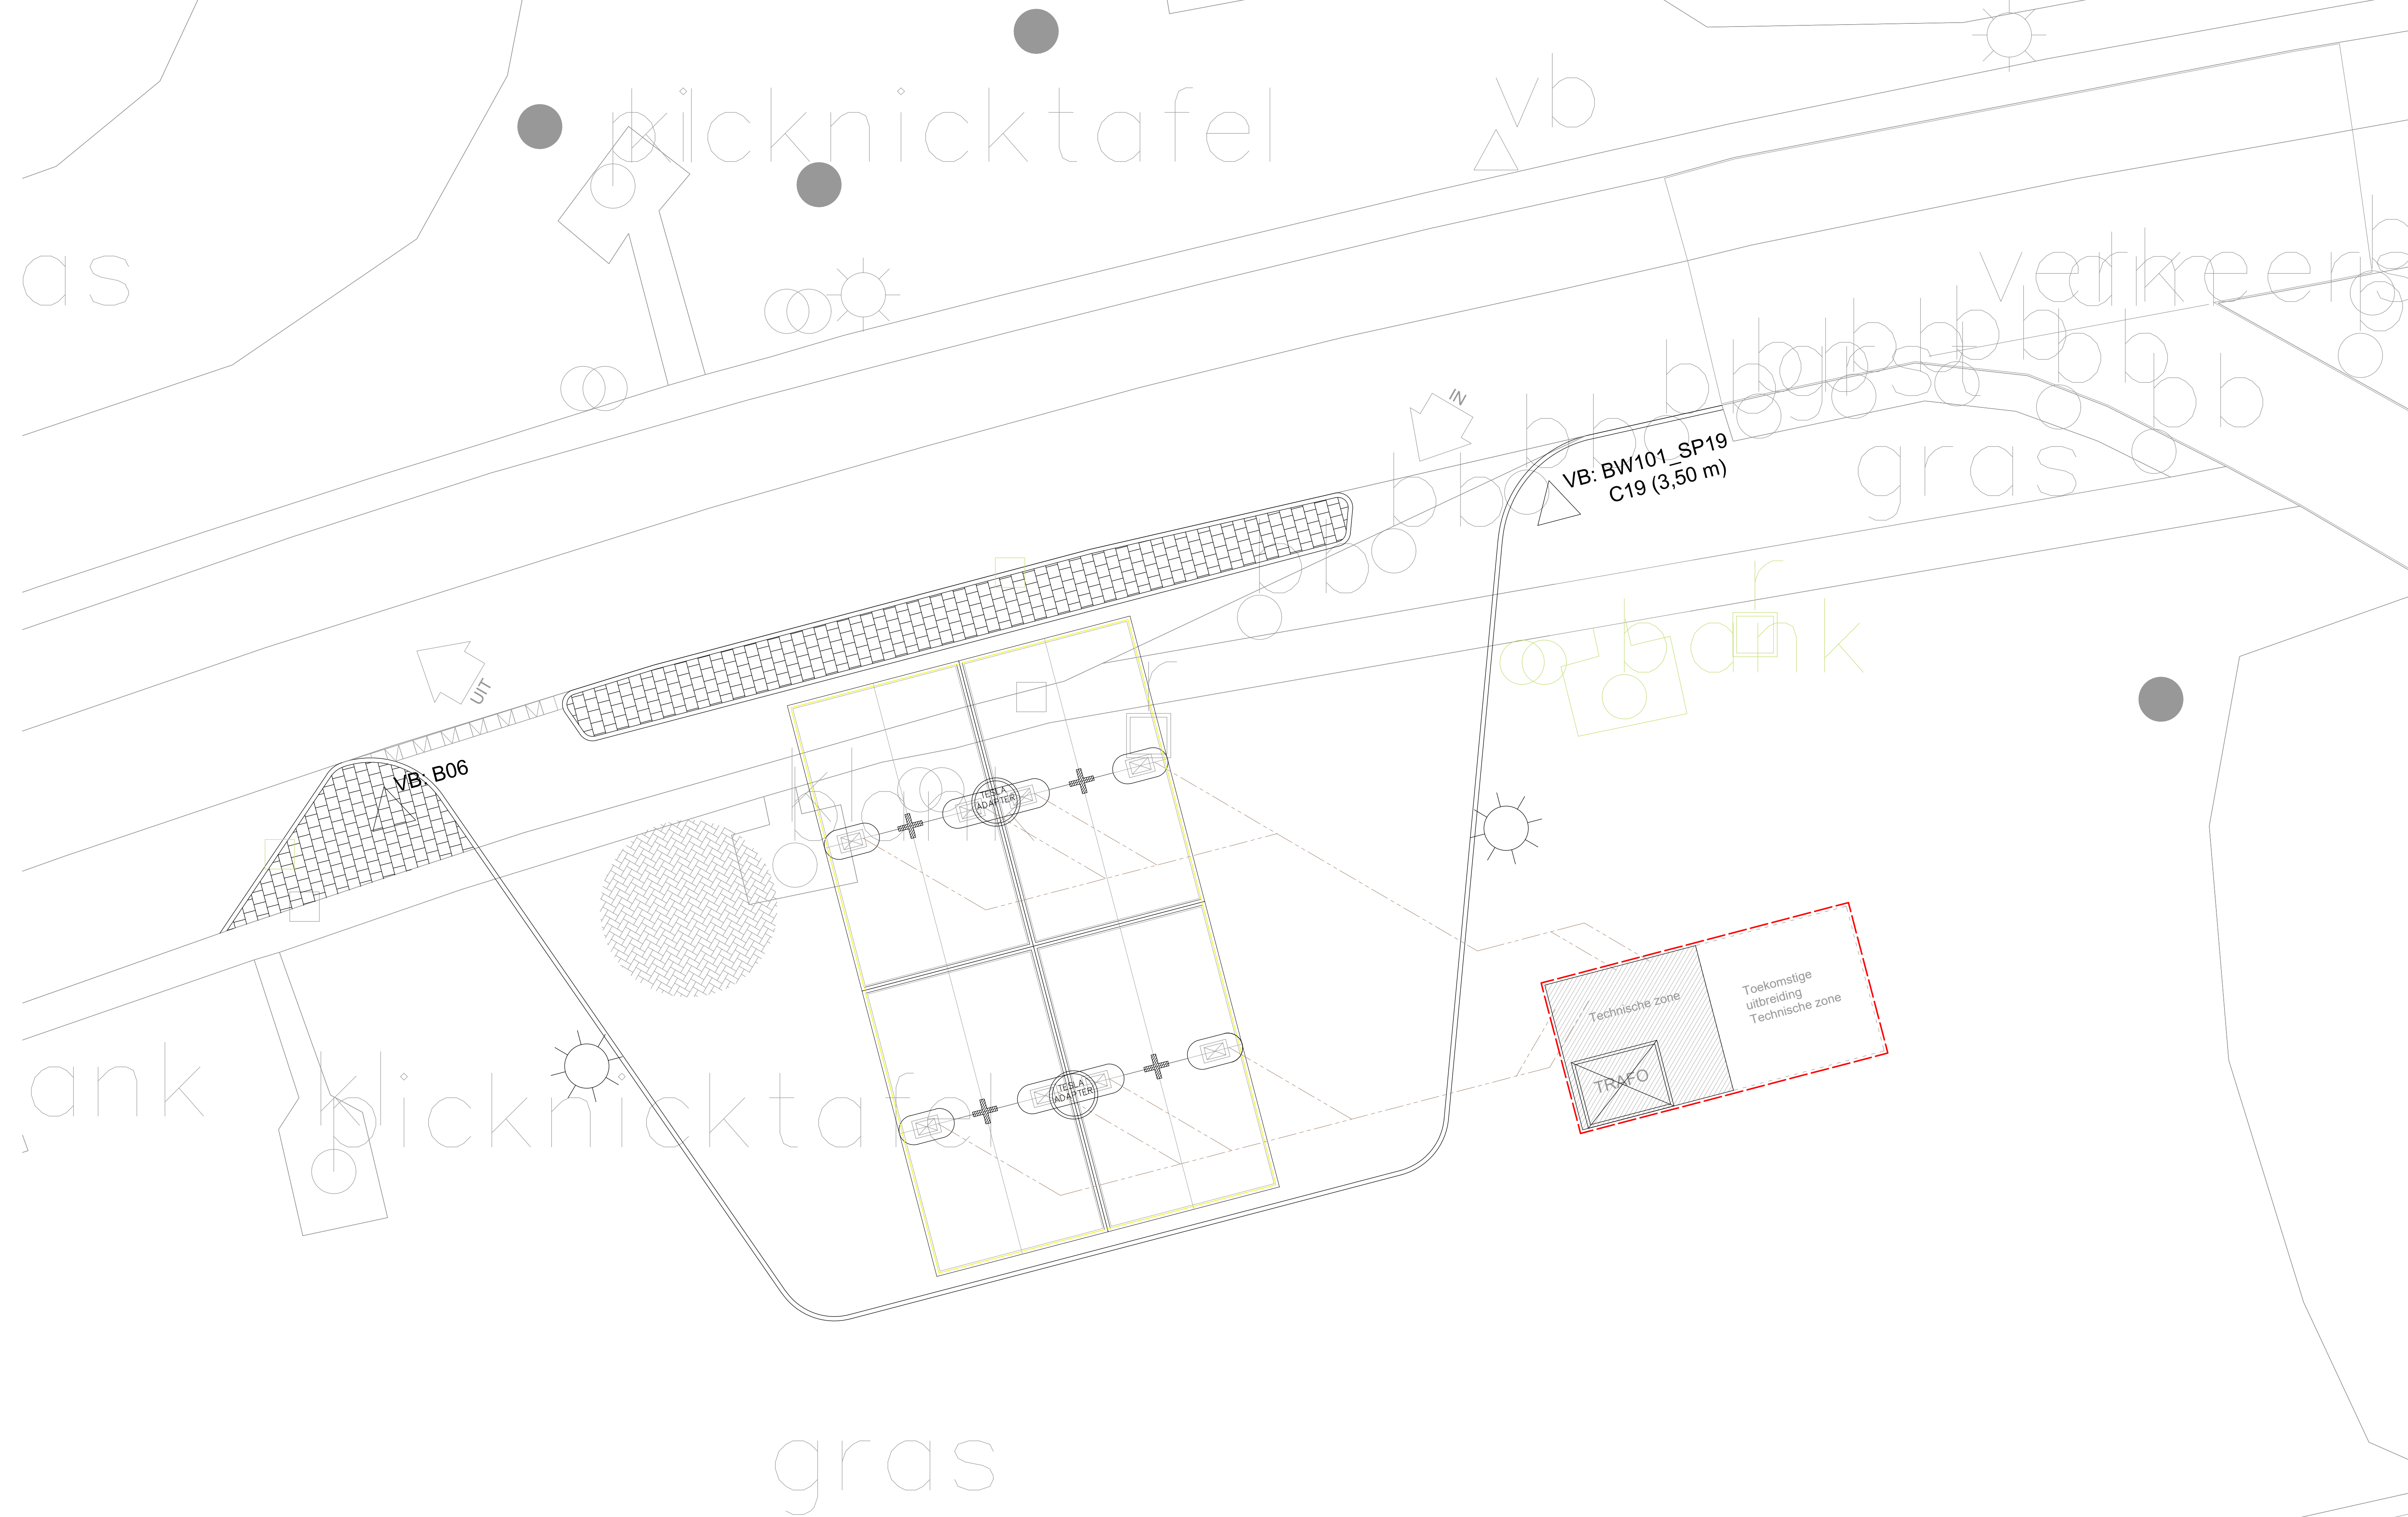 picknicktafel
vb
as
IN
VB: BW101_SP19
C19 (3,50 m)
gras
r
bank
UIT
VB: B06
r
TESLA
ADAPTER
Technische zone
Toekomstige
uitbreiding
Technische zone
TRAFO
TESLA
ADAPTER
ank
picknicktafel
gras